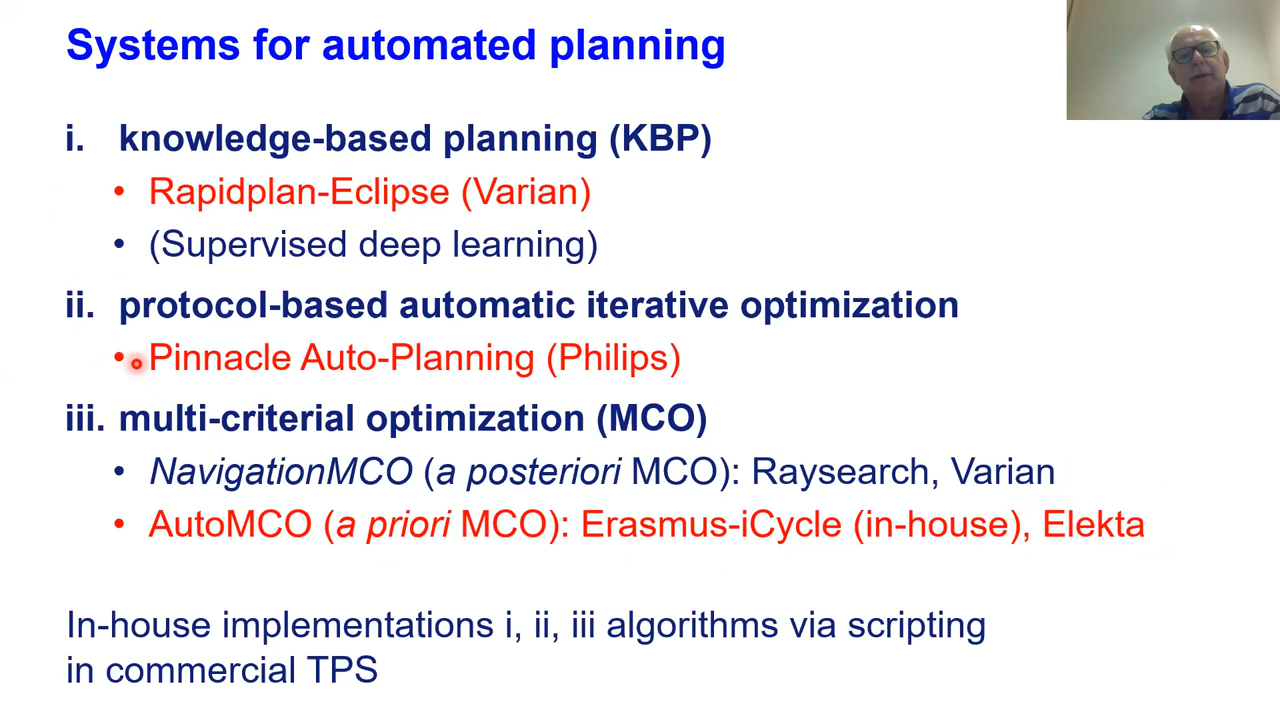 Systems for automated planning
i. knowledge-based planning (KBP)
• Rapidplan-Eclipse (Varian)
• (Supervised deep learning)
ii. protocol-based automatic iterative optimization
• Pinnacle Auto-Planning (Philips)
iii. multi-criterial optimization (MCO)
• NavigationMCO (a posteriori MCO): Raysearch, Varian
• AutoMCO (a priori MCO): Erasmus-iCycle (in-house), Elekta
In-house implementations i, ii, iii algorithms via scripting
in commercial TPS